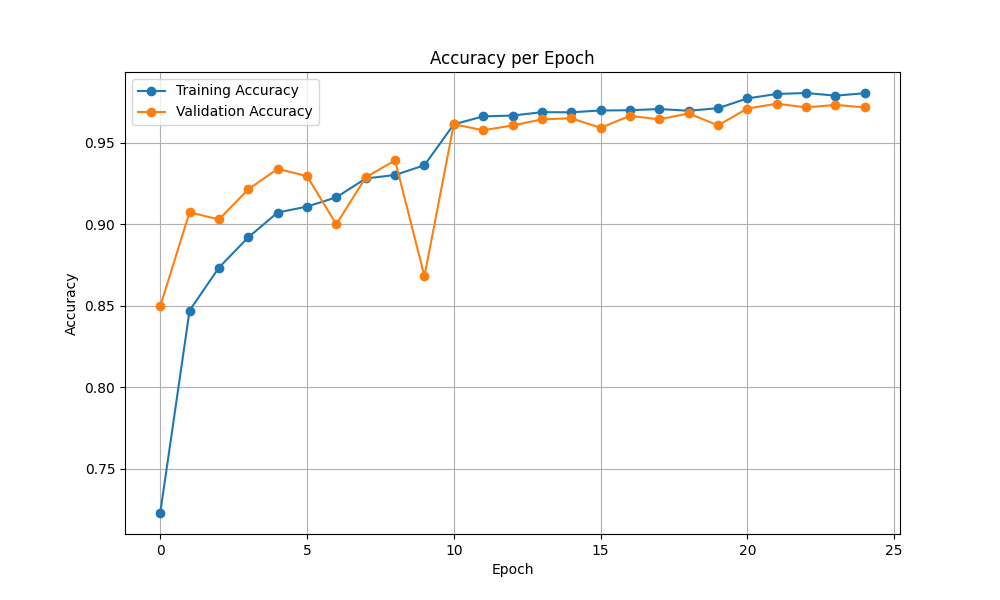 Accuracy per Epoch
Training Accuracy
Validation Accuracy
Accuracy
0.95
0.90
0.85
0.80
0.75
0 5 10 15 20 25
Epoch